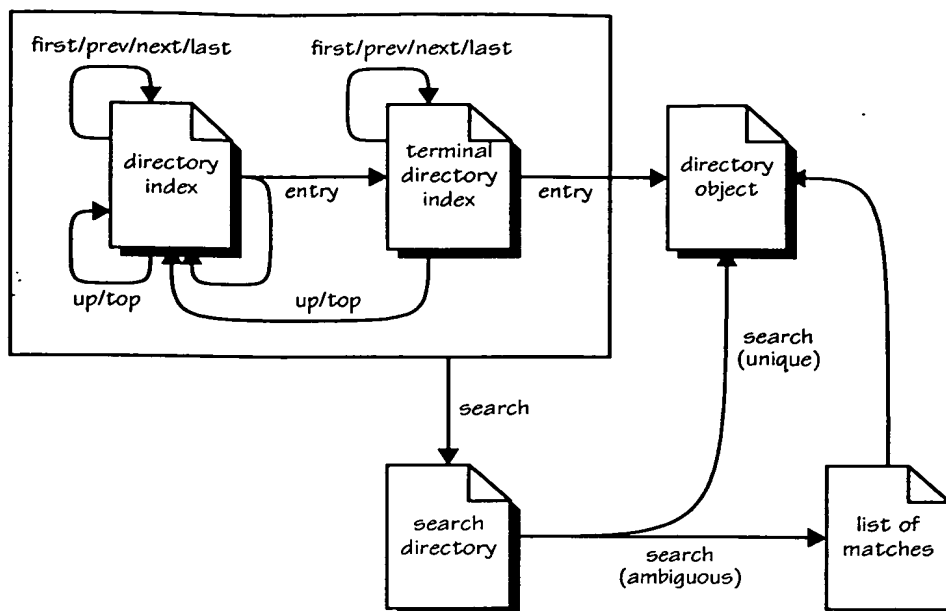 first/prev/next/last
first/prev/next/last
directory
index
entry
terminal
directory
index
entry
directory
object
up/top
up/top
search
search
(unique)
search
directory
search
(ambiguous)
list of
matches